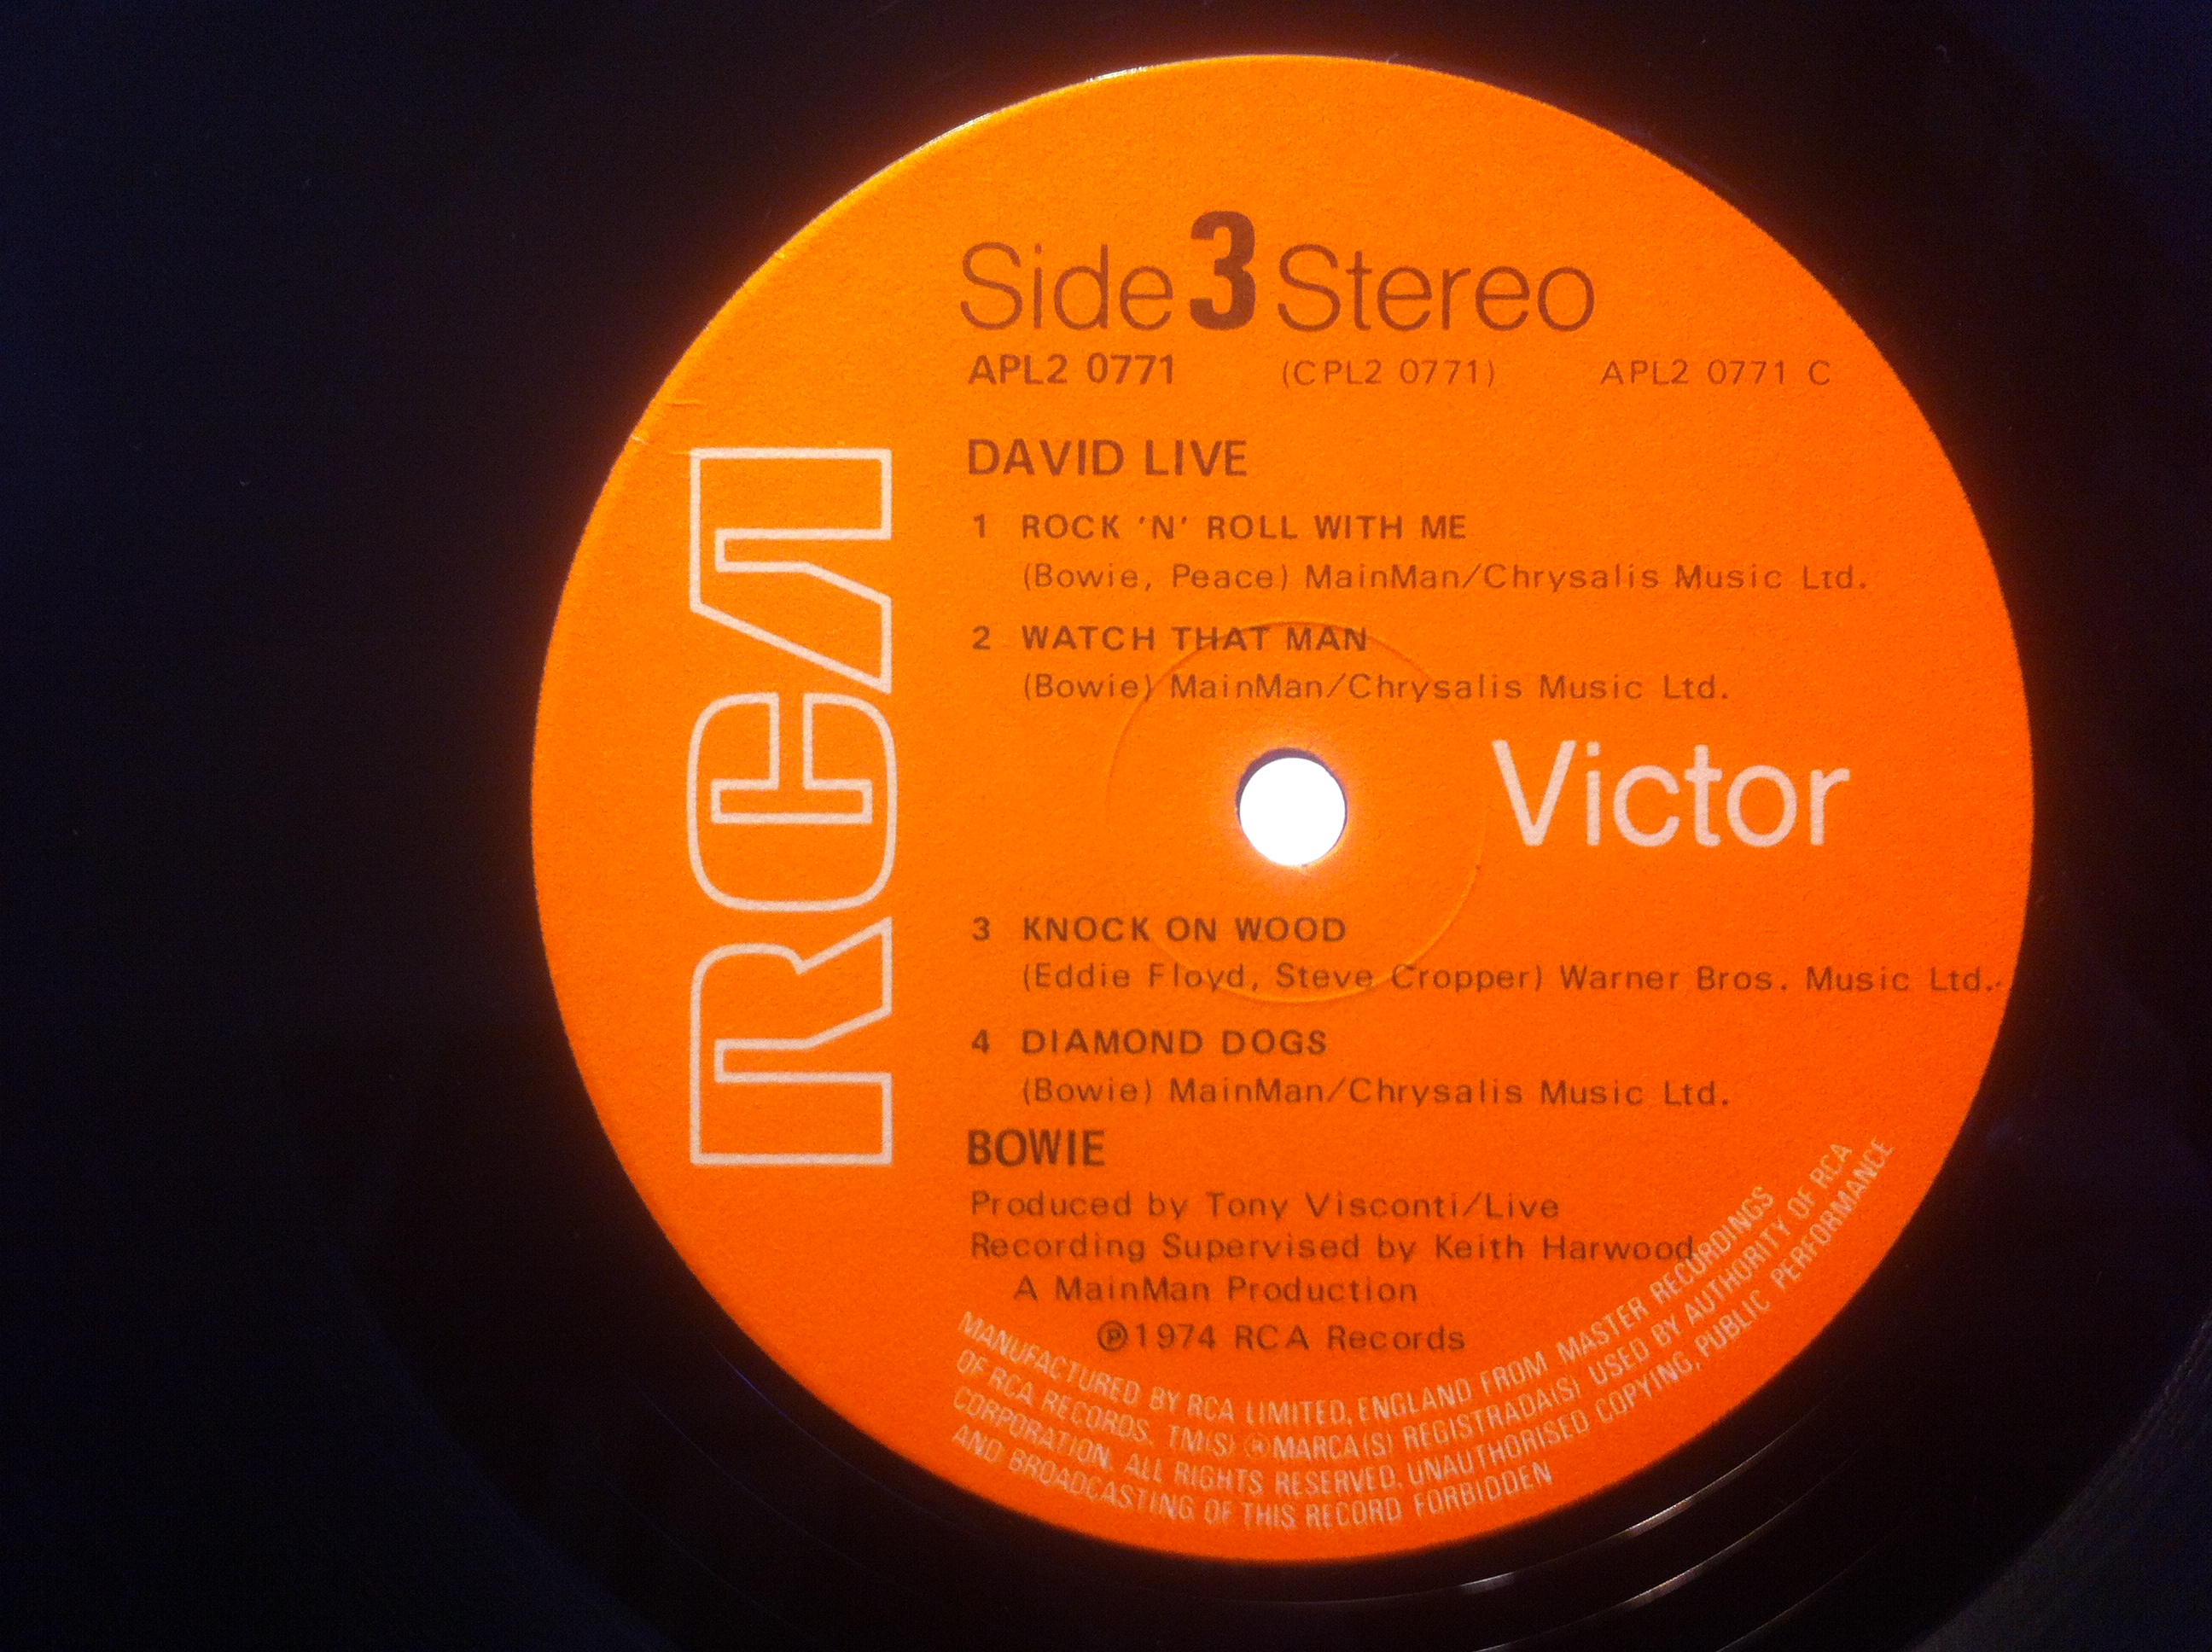 Side 3 Stereo
APL2 0771 (CPL2 0771) APL2 0771 C
DAVID LIVE
1 ROCK 'N' ROLL WITH ME
(Bowie, Peace) MainMan/Chrysalis Music Ltd.
2 WATCH THAT MAN
(Bowie) MainMan/Chrysalis Music Ltd.
RCA
Victor
3 KNOCK ON WOOD
(Eddie Floyd, Steve Cropper) Warner Bros. Music Ltd.
4 DIAMOND DOGS
(Bowie) MainMan/Chrysalis Music Ltd.
BOWIE
Produced by Tony Visconti/Live
Recording Supervised by Keith Harwood
A MainMan Production
℗1974 RCA Records
MANUFACTURED BY RCA LIMITED, ENGLAND FROM MASTER RECORDINGS
OF RCA RECORDS. TM(S) ® MARCA(S) REGISTRADA(S) USED BY AUTHORITY OF RCA
CORPORATION. ALL RIGHTS RESERVED. UNAUTHORISED COPYING, PUBLIC PERFORMANCE
AND BROADCASTING OF THIS RECORD FORBIDDEN